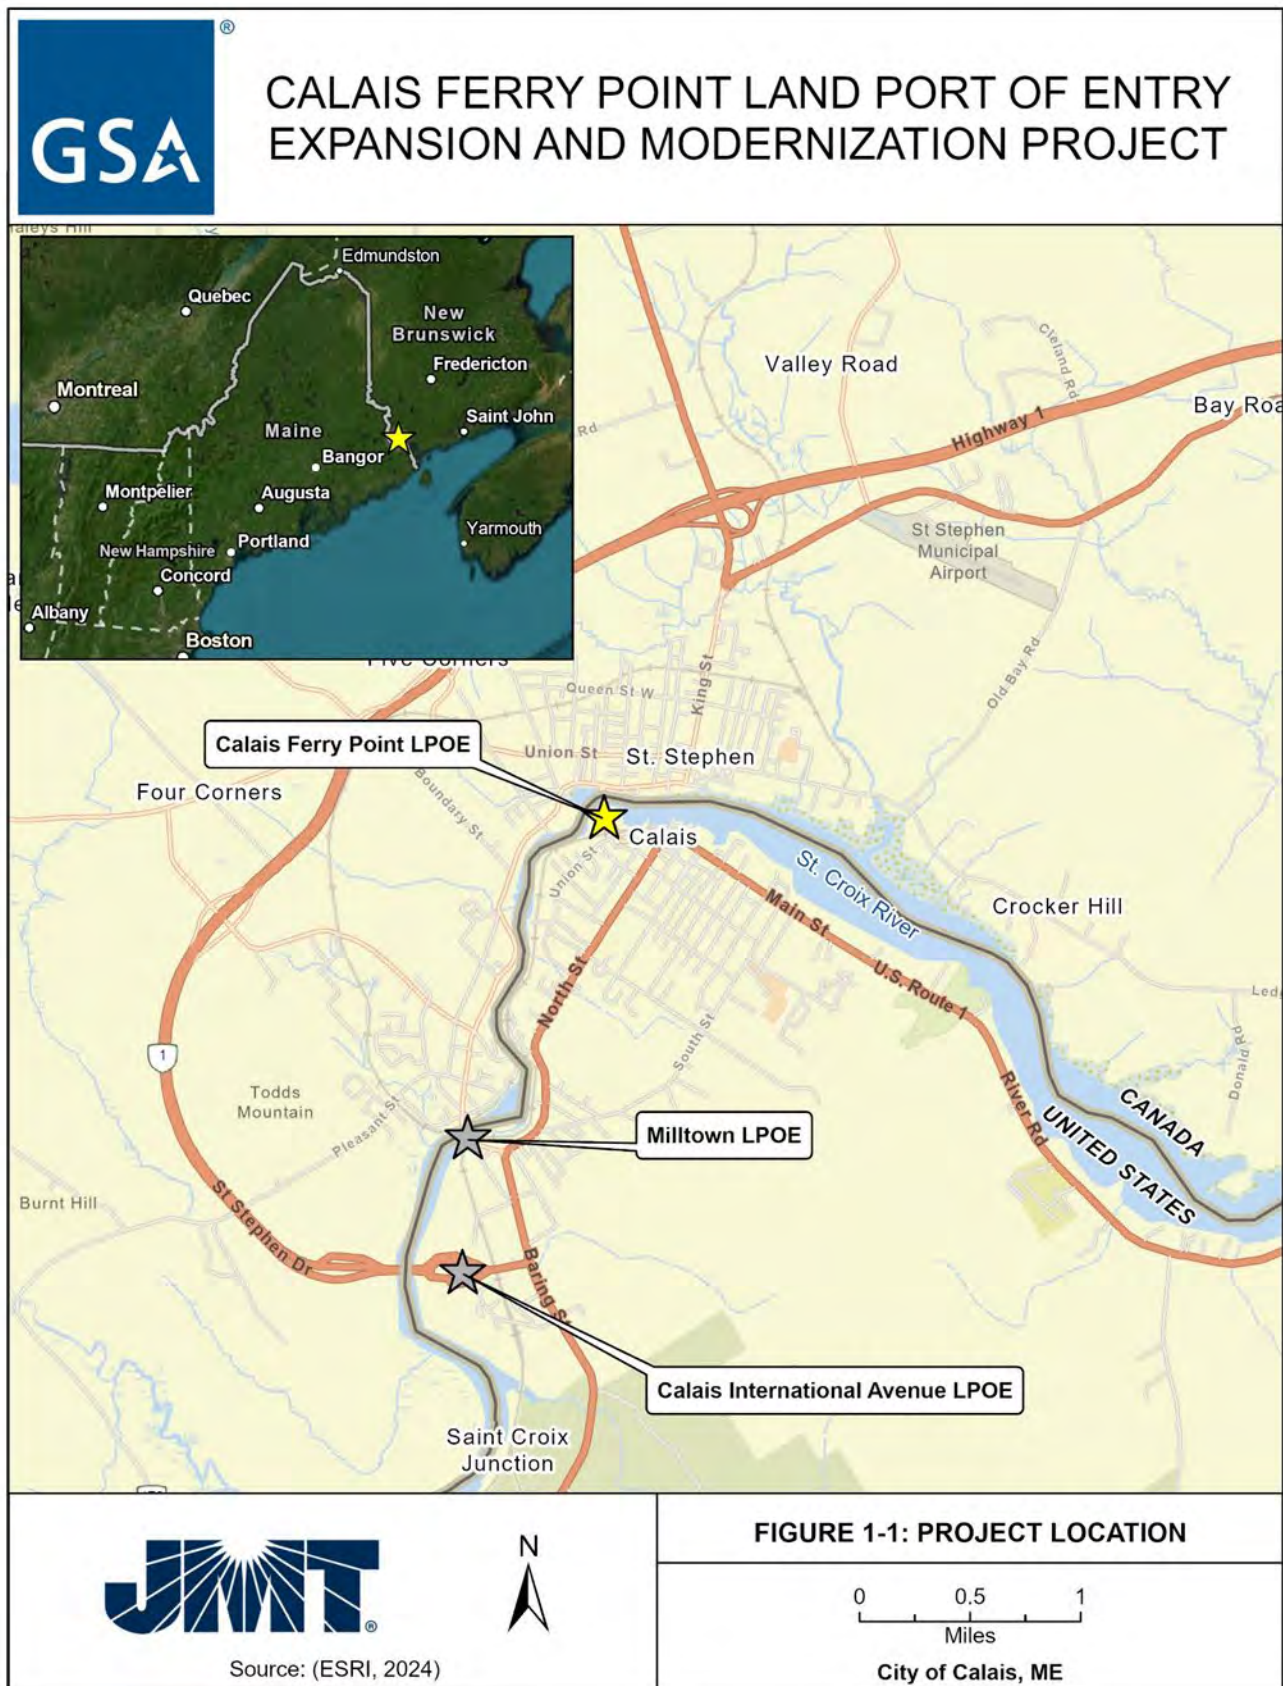 GSA
®
CALAIS FERRY POINT LAND PORT OF ENTRY
EXPANSION AND MODERNIZATION PROJECT
Edmundston
Quebec
New
Brunswick
Fredericton
Montreal
Saint John
Maine
Bangor
Montpelier
Augusta
Yarmouth
New Hampshire
Portland
Concord
Albany
Boston
Valley Road
Cleland Rd
Bay Roa
Rd
Highway 1
St Stephen
Municipal
Airport
Old Bay Rd
King St
Five Corners
Queen St W
Calais Ferry Point LPOE
Union St
St. Stephen
Four Corners
Boundary St
Calais
Union St
St. Croix River
Main St
Crocker Hill
U.S. Route 1
North St
South St
Donald Rd
1
Todds
Mountain
Pleasant St
River Rd
CANADA
UNITED STATES
Milltown LPOE
Burnt Hill
St Stephen Dr
Baring St
Calais International Avenue LPOE
Saint Croix
Junction
JMT
®
Source: (ESRI, 2024)
N
FIGURE 1-1: PROJECT LOCATION
0 0.5 1
Miles
City of Calais, ME